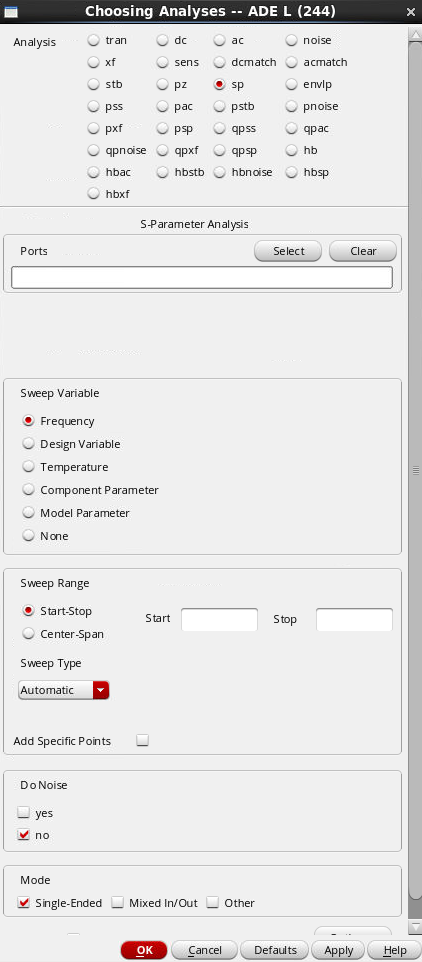 Choosing Analyses -- ADE L (244)
Analysis tran dc ac noise
xf sens dcmatch acmatch
stb pz sp envlp
pss pac pstb pnoise
pxf psp qpss qpac
qpnoise qpxf qpsp hb
hbac hbstb hbnoise hbsp
hbxf
S-Parameter Analysis
Ports Select Clear
Sweep Variable
Frequency
Design Variable
Temperature
Component Parameter
Model Parameter
None
Sweep Range
Start-Stop Start Stop
Center-Span
Sweep Type
Automatic
Add Specific Points
Do Noise
yes
no
Mode
Single-Ended Mixed In/Out Other
OK Cancel Defaults Apply Help